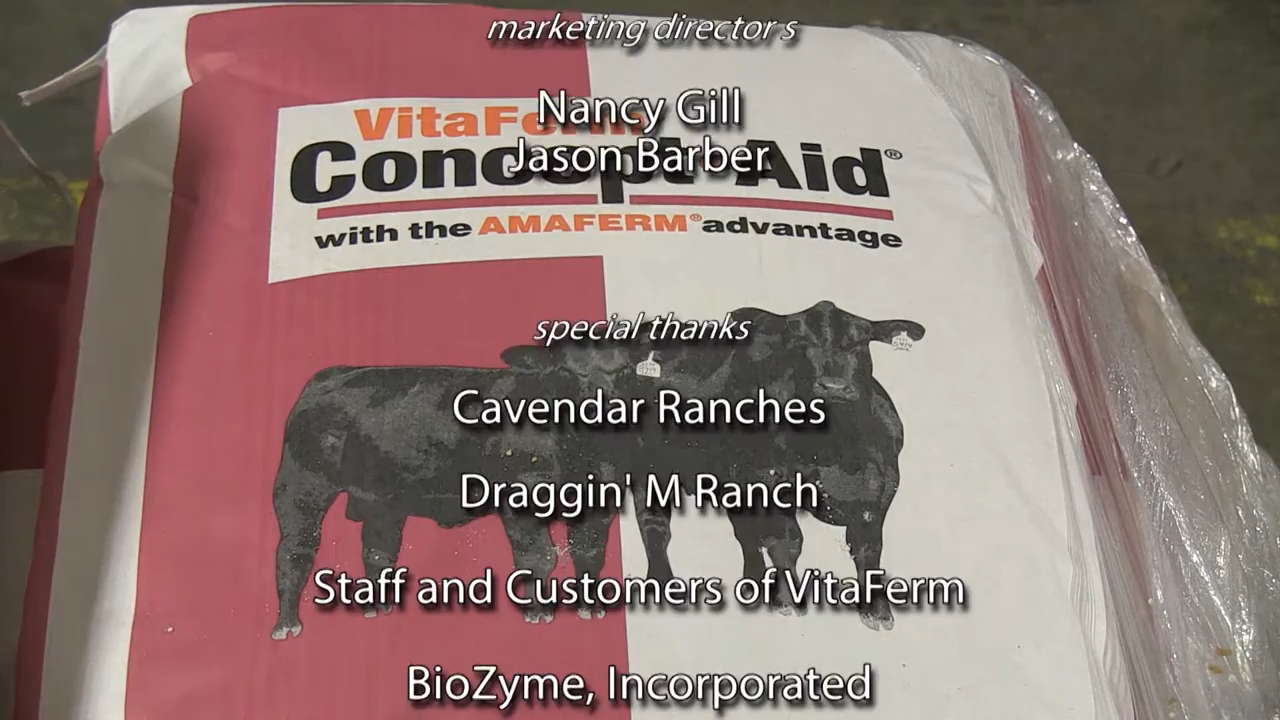 marketing director s
Nancy Gill
VitaFerm
Jason Barber
Concept•Aid®
with the AMAFERM® advantage
special thanks
Cavendar Ranches
Draggin' M Ranch
Staff and Customers of VitaFerm
BioZyme, Incorporated